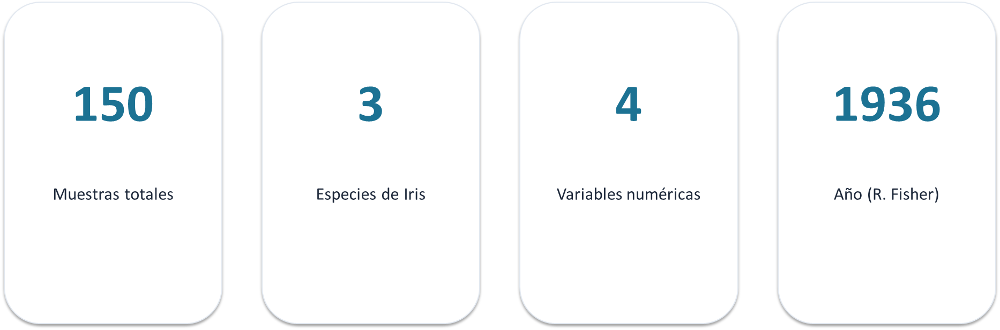 150
Muestras totales
3
Especies de Iris
4
Variables numéricas
1936
Año (R. Fisher)